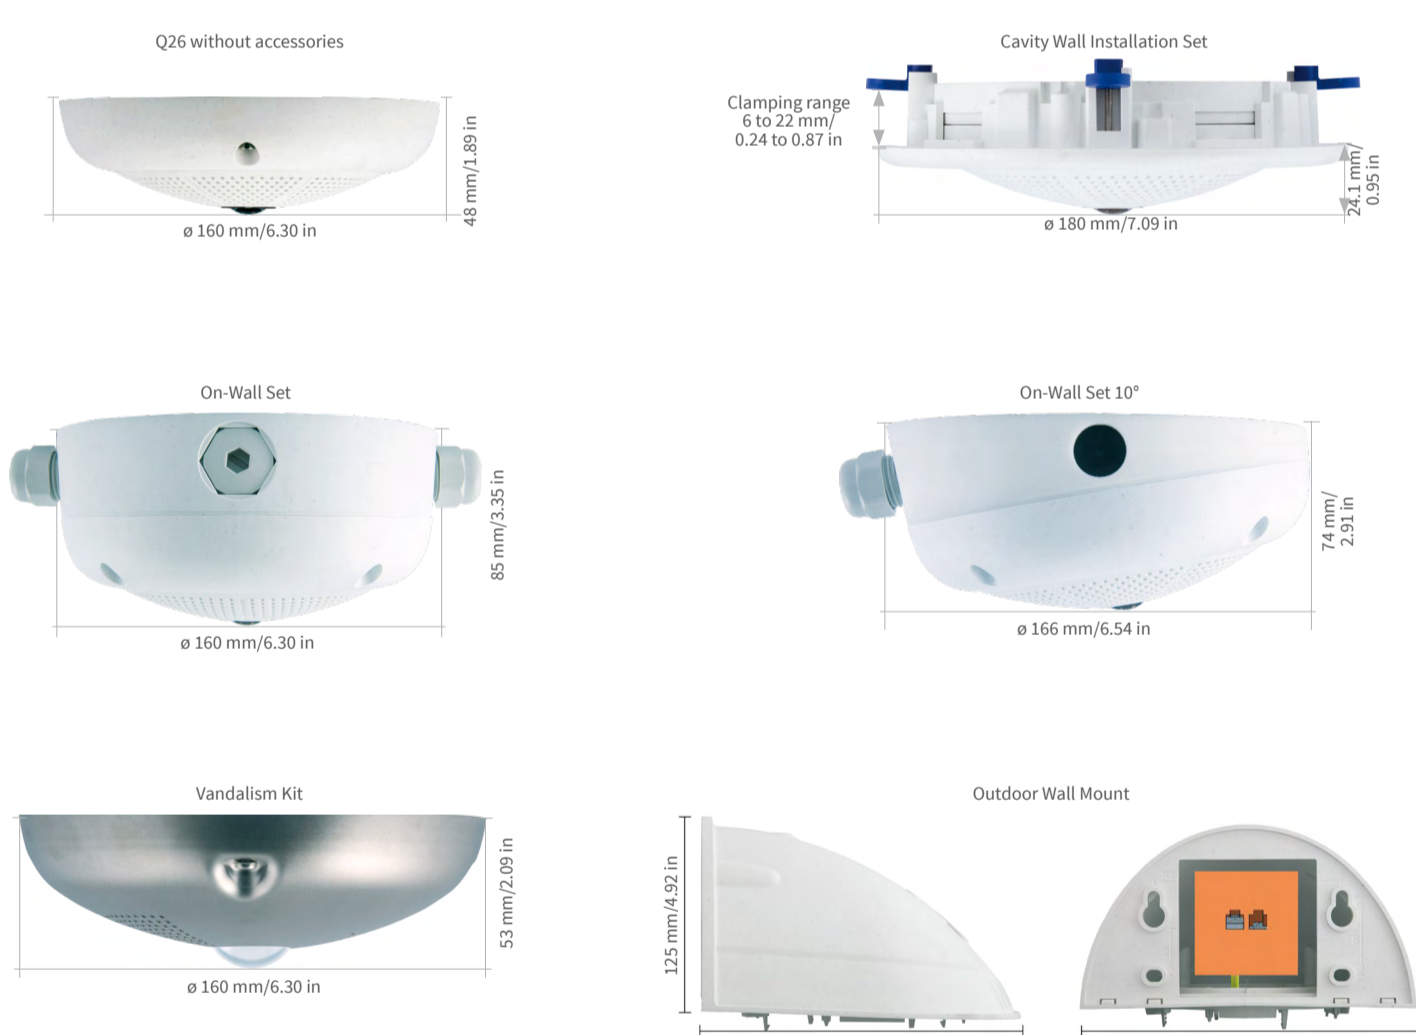 Q26 without accessories
48 mm/1.89 in
ø 160 mm/6.30 in
Cavity Wall Installation Set
Clamping range
6 to 22 mm/
0.24 to 0.87 in
24.1 mm/
0.95 in
ø 180 mm/7.09 in
On-Wall Set
85 mm/3.35 in
ø 160 mm/6.30 in
On-Wall Set 10°
74 mm/
2.91 in
ø 166 mm/6.54 in
Vandalism Kit
53 mm/2.09 in
ø 160 mm/6.30 in
Outdoor Wall Mount
125 mm/4.92 in